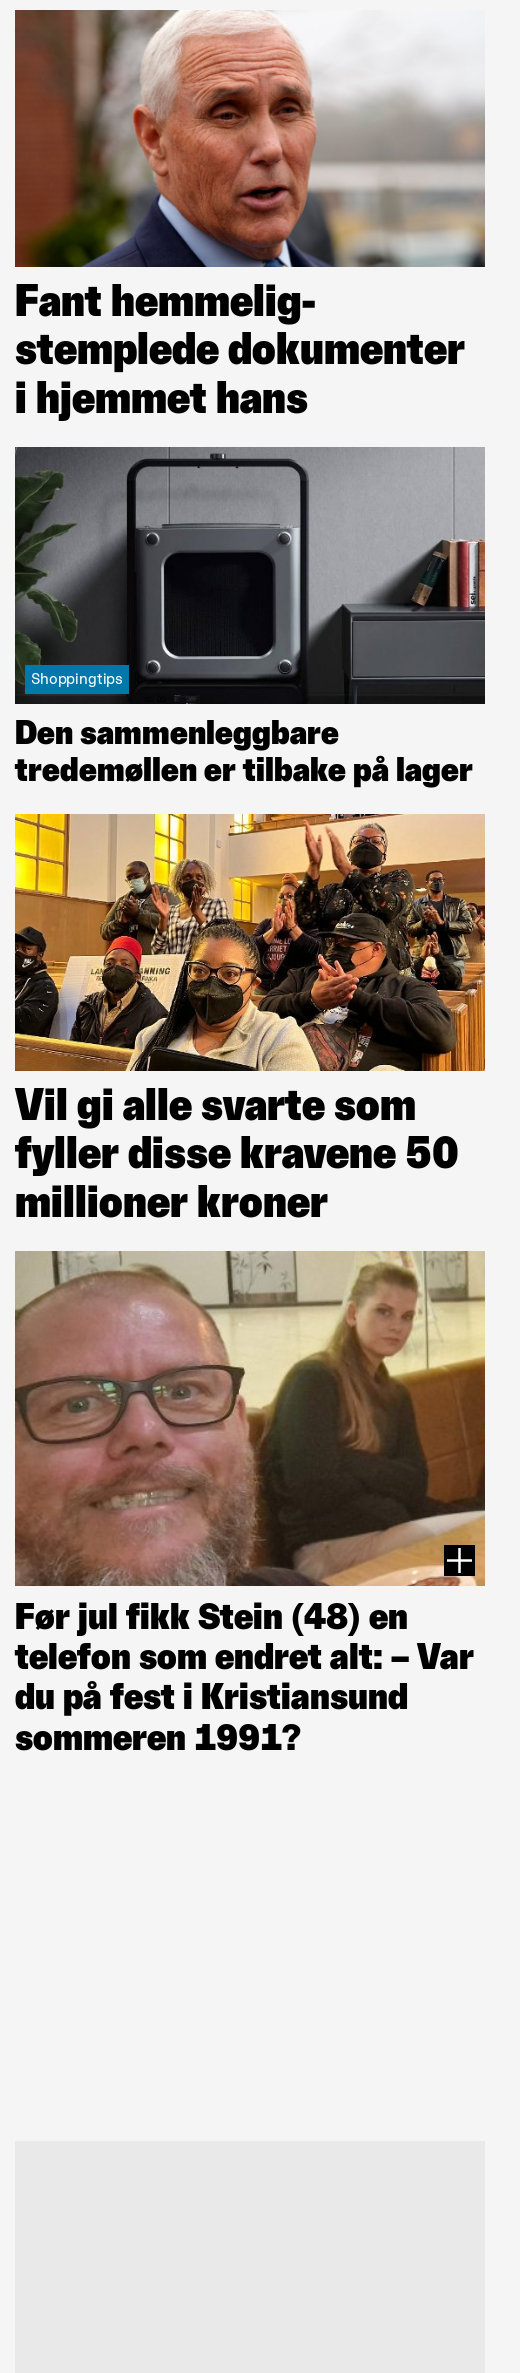 Fant hemmelig-
stemplede dokumenter
i hjemmet hans
Shoppingtips
Den sammenleggbare
tredemøllen er tilbake på lager
Vil gi alle svarte som
fyller disse kravene 50
millioner kroner
Før jul fikk Stein (48) en
telefon som endret alt: – Var
du på fest i Kristiansund
sommeren 1991?